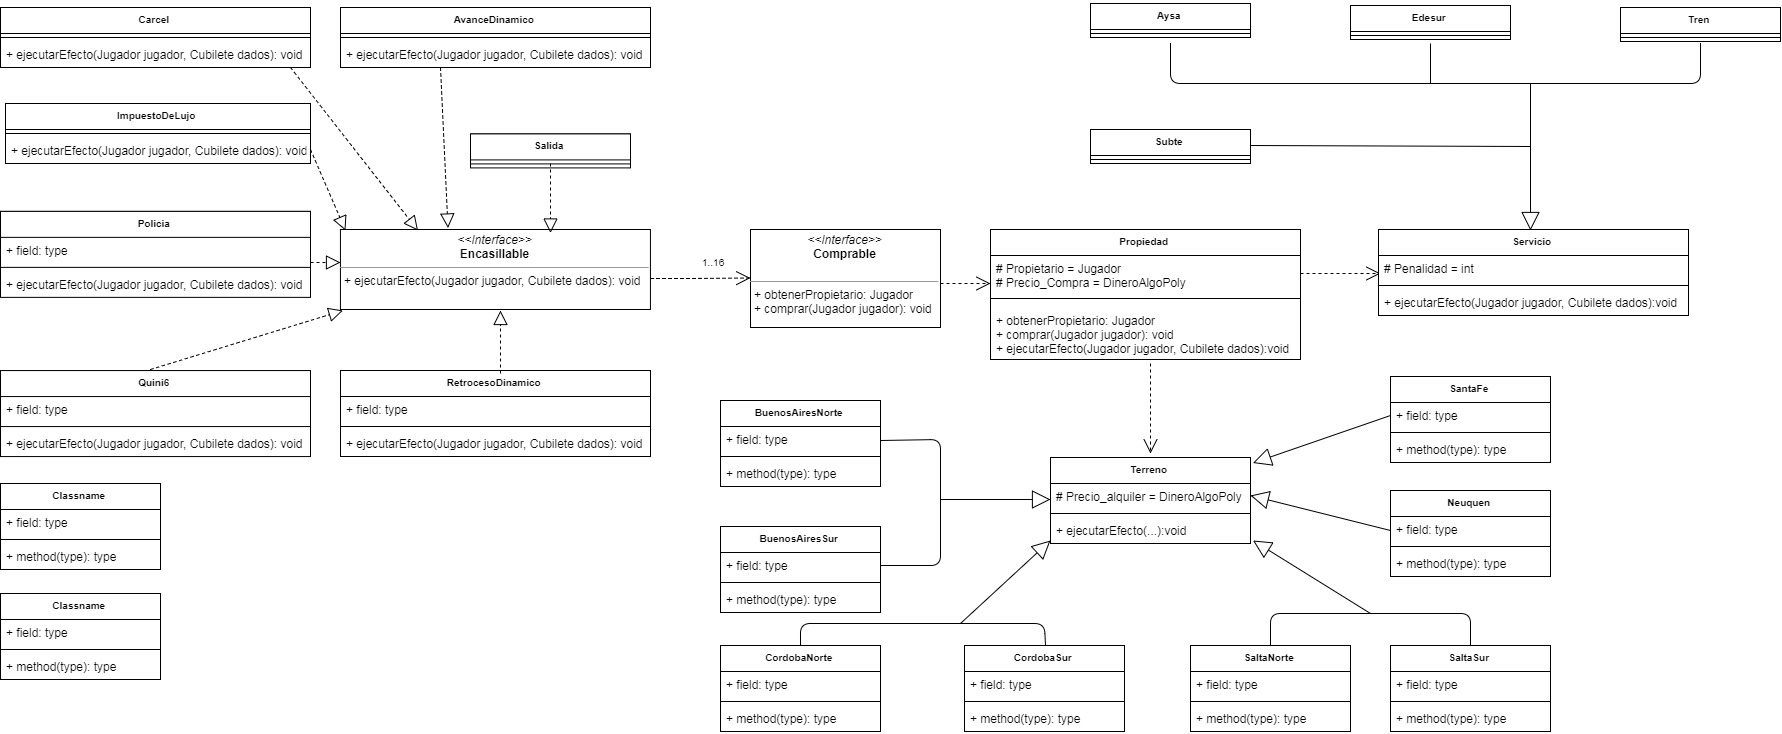 Carcel
+ ejecutarEfecto(Jugador jugador, Cubilete dados): void
AvanceDinamico
+ ejecutarEfecto(Jugador jugador, Cubilete dados): void
Aysa
Edesur
Tren
ImpuestoDeLujo
+ ejecutarEfecto(Jugador jugador, Cubilete dados): void
Salida
Subte
Policia
+ field: type
+ ejecutarEfecto(Jugador jugador, Cubilete dados): void
<<Interface>>
Encasillable
+ ejecutarEfecto(Jugador jugador, Cubilete dados): void
1..16
<<Interface>>
Comprable
+ obtenerPropietario: Jugador
+ comprar(Jugador jugador): void
Propiedad
# Propietario = Jugador
# Precio_Compra = DineroAlgoPoly
+ obtenerPropietario: Jugador
+ comprar(Jugador jugador): void
+ ejecutarEfecto(Jugador jugador, Cubilete dados):void
Servicio
# Penalidad = int
+ ejecutarEfecto(Jugador jugador, Cubilete dados):void
Quini6
+ field: type
+ ejecutarEfecto(Jugador jugador, Cubilete dados): void
RetrocesoDinamico
+ field: type
+ ejecutarEfecto(Jugador jugador, Cubilete dados): void
BuenosAiresNorte
+ field: type
+ method(type): type
SantaFe
+ field: type
+ method(type): type
Terreno
# Precio_alquiler = DineroAlgoPoly
+ ejecutarEfecto(...):void
Classname
+ field: type
+ method(type): type
Neuquen
+ field: type
+ method(type): type
BuenosAiresSur
+ field: type
+ method(type): type
Classname
+ field: type
+ method(type): type
CordobaNorte
+ field: type
+ method(type): type
CordobaSur
+ field: type
+ method(type): type
SaltaNorte
+ field: type
+ method(type): type
SaltaSur
+ field: type
+ method(type): type